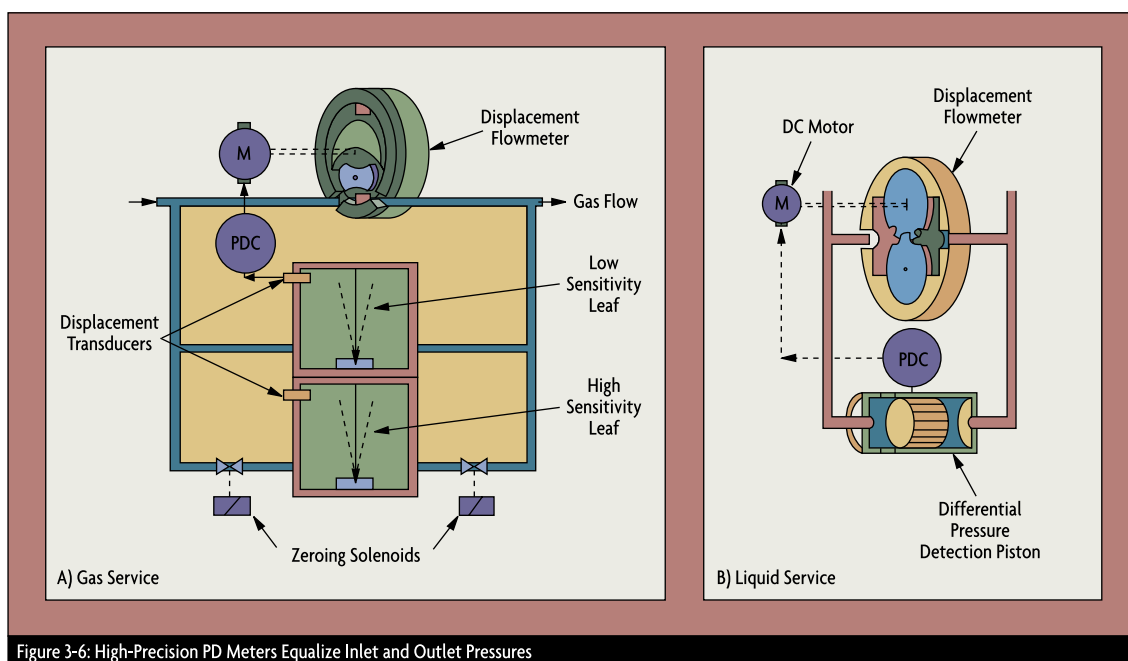 Displacement
Flowmeter
M
Gas Flow
PDC
Low
Sensitivity
Leaf
Displacement
Transducers
High
Sensitivity
Leaf
Zeroing Solenoids
A) Gas Service
Displacement
Flowmeter
DC Motor
M
PDC
Differential
Pressure
Detection Piston
B) Liquid Service
Figure 3-6: High-Precision PD Meters Equalize Inlet and Outlet Pressures